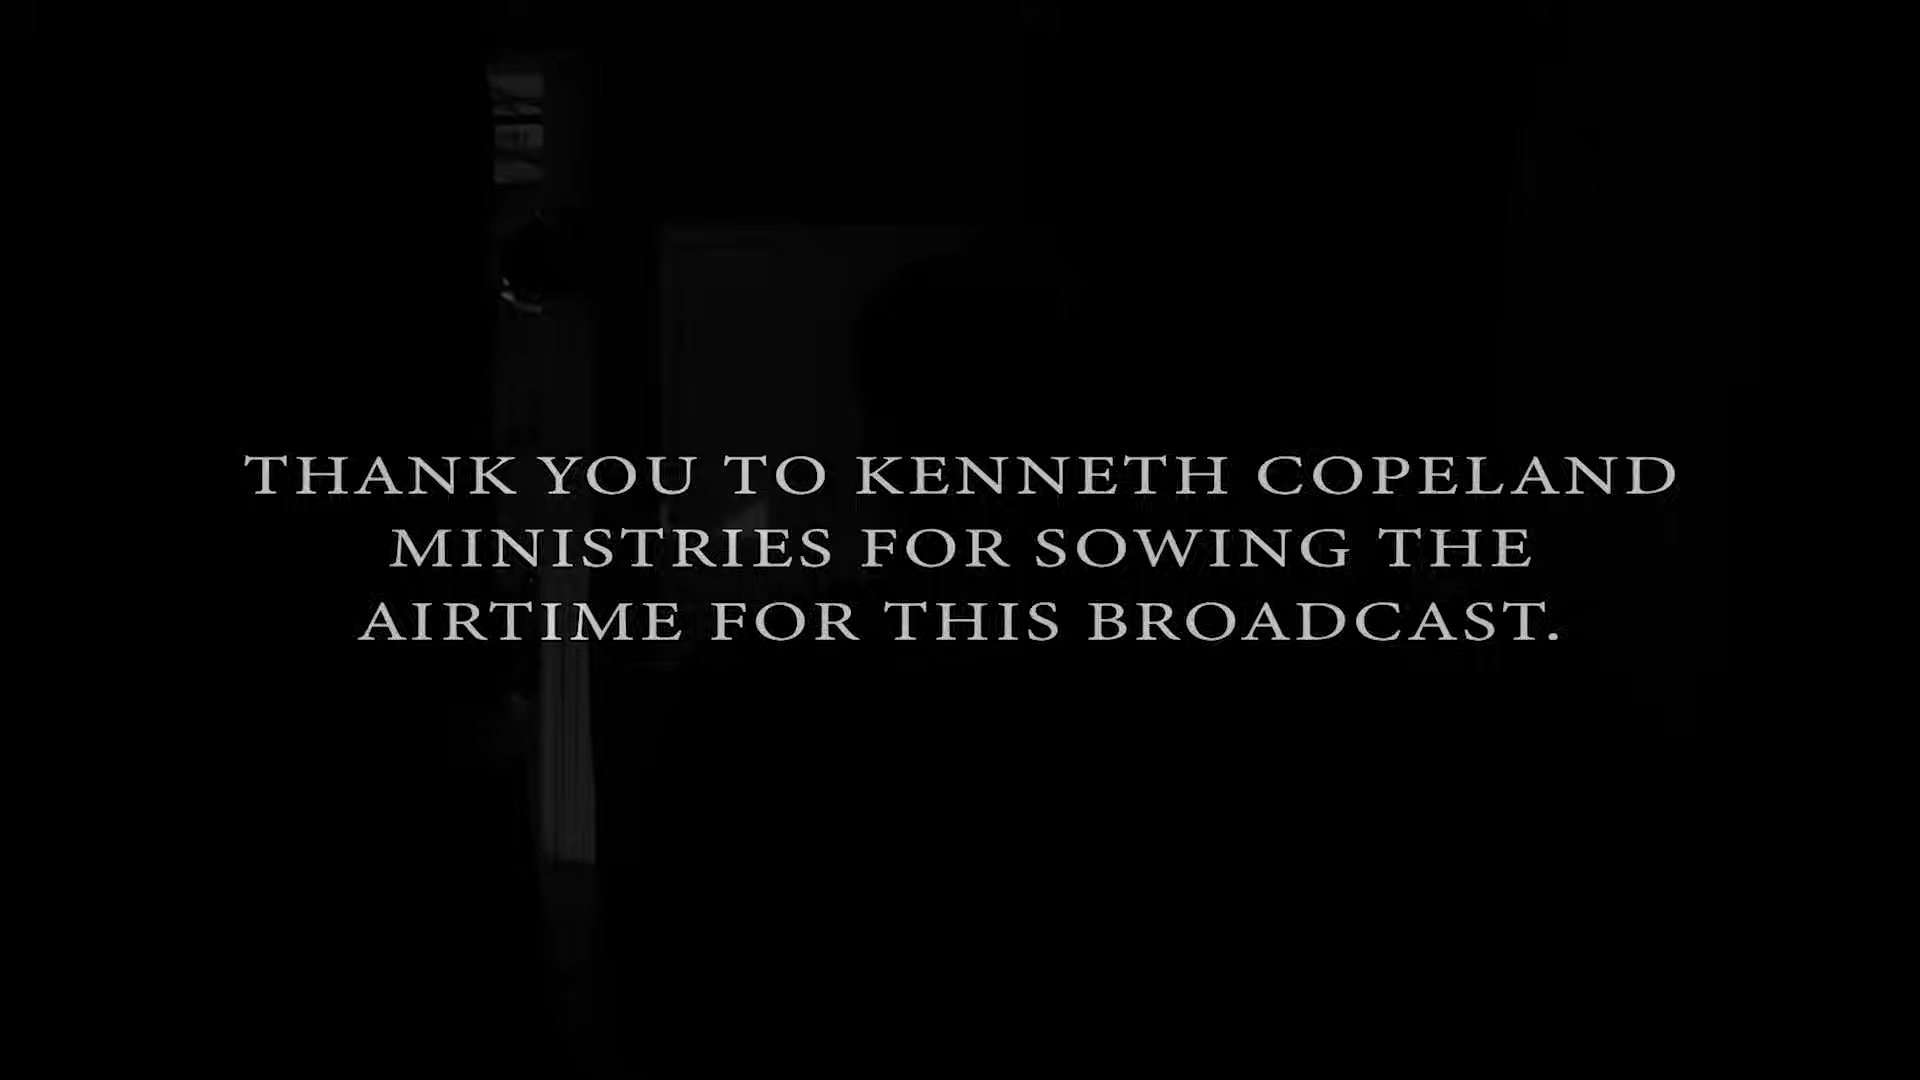 THANK YOU TO KENNETH COPELAND
MINISTRIES FOR SOWING THE
AIRTIME FOR THIS BROADCAST.